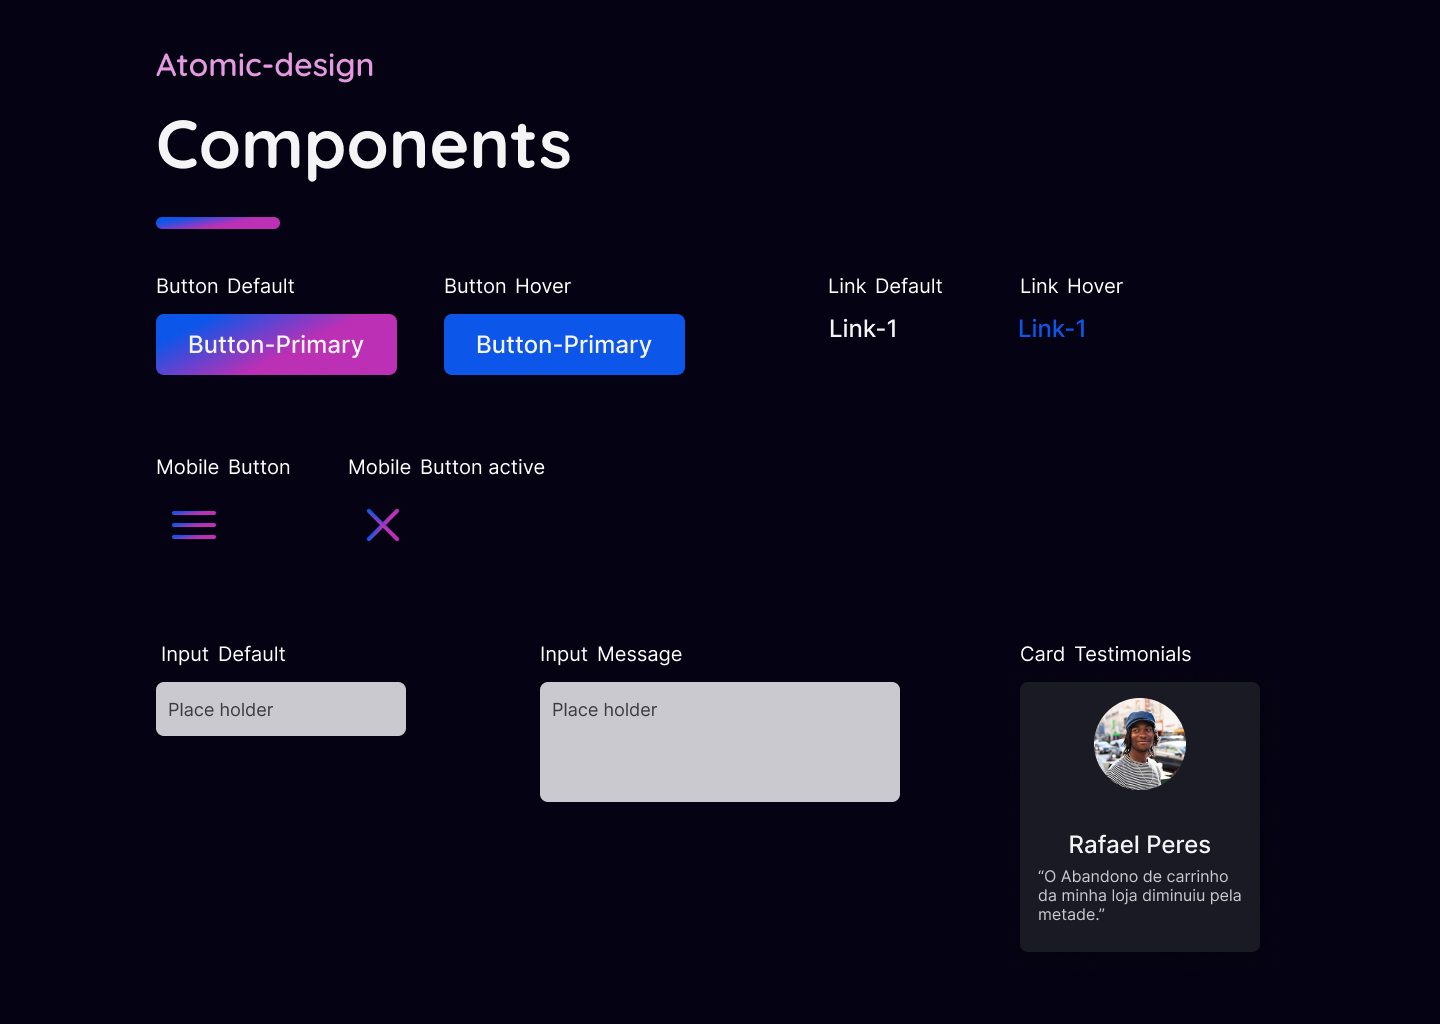 Atomic-design
Components
Button Default
Button Hover
Link Default
Link Hover
Button-Primary
Button-Primary
Link-1
Link-1
Mobile Button
Mobile Button active
Input Default
Input Message
Card Testimonials
Place holder
Place holder
Rafael Peres
“O Abandono de carrinho
da minha loja diminuiu pela
metade.”